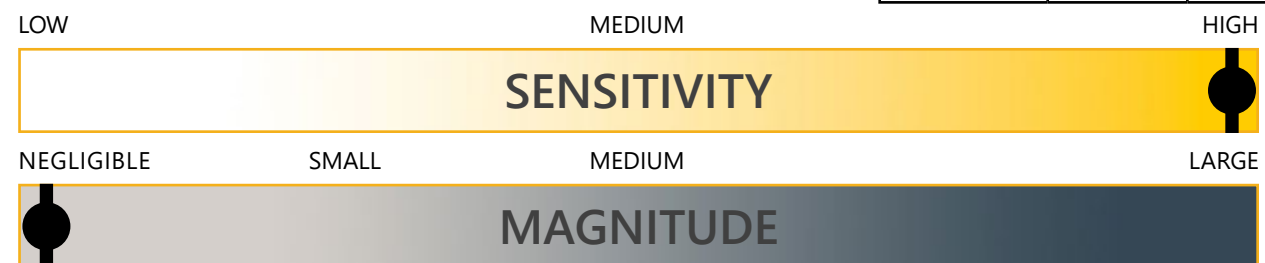 LOW MEDIUM HIGH
SENSITIVITY
NEGLIGIBLE SMALL MEDIUM LARGE
MAGNITUDE